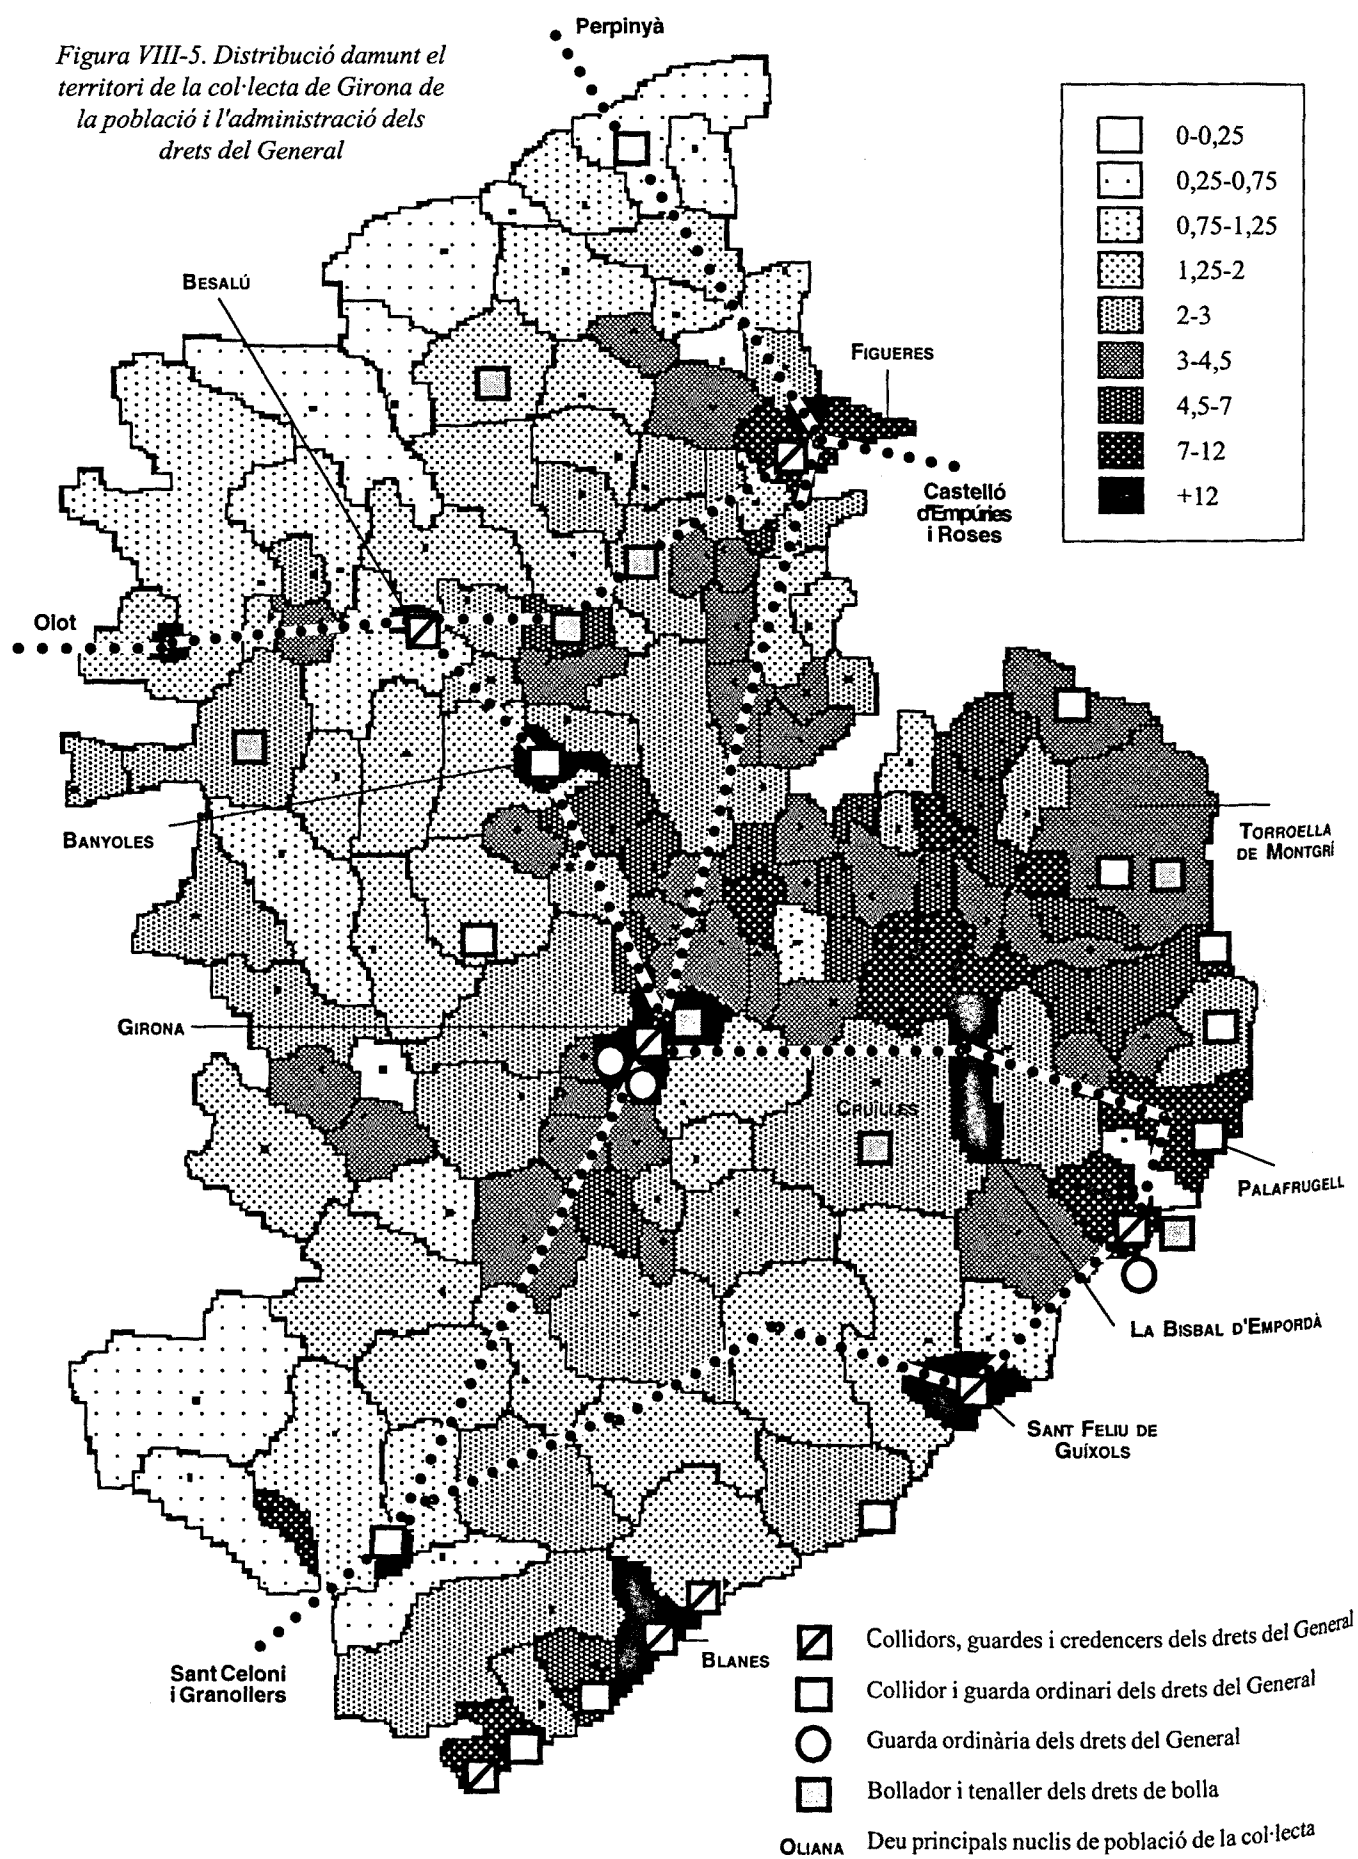 Figura VIII-5. Distribució damunt el
territori de la col·lecta de Girona de
la població i l'administració dels
drets del General
Perpinyà
0-0,25
0,25-0,75
0,75-1,25
1,25-2
2-3
3-4,5
4,5-7
7-12
+12
BESALÚ
FIGUERES
Castelló
d'Empúries
i Roses
Olot
BANYOLES
TORROELLA
DE MONTGRÍ
GIRONA
CRUÏLLES
PALAFRUGELL
LA BISBAL D'EMPORDÀ
SANT FELIU DE
GUÍXOLS
Sant Celoni
i Granollers
BLANES
Collidors, guardes i credencers dels drets del General
Collidor i guarda ordinari dels drets del General
Guarda ordinària dels drets del General
Bollador i tenaller dels drets de bolla
OLIANA Deu principals nuclis de població de la col·lecta